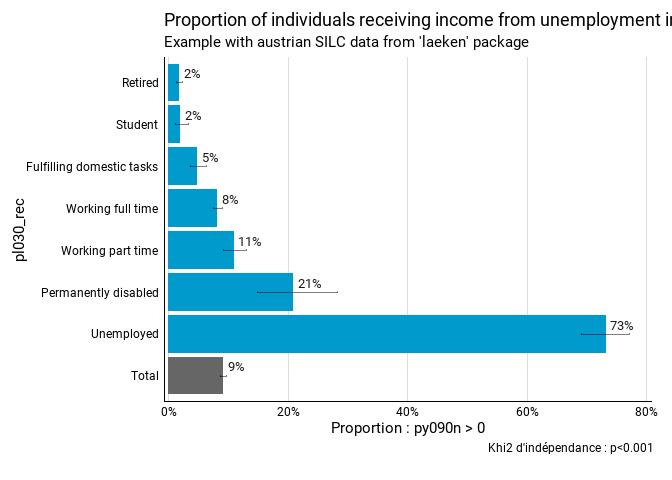 Proportion of individuals receiving income from unemployment
Example with austrian SILC data from 'laeken' package
pl030_rec
Retired 2%
Student 2%
Fulfilling domestic tasks 5%
Working full time 8%
Working part time 11%
Permanently disabled 21%
Unemployed 73%
Total 9%
0% 20% 40% 60% 80%
Proportion : py090n > 0
Khi2 d'indépendance : p<0.001